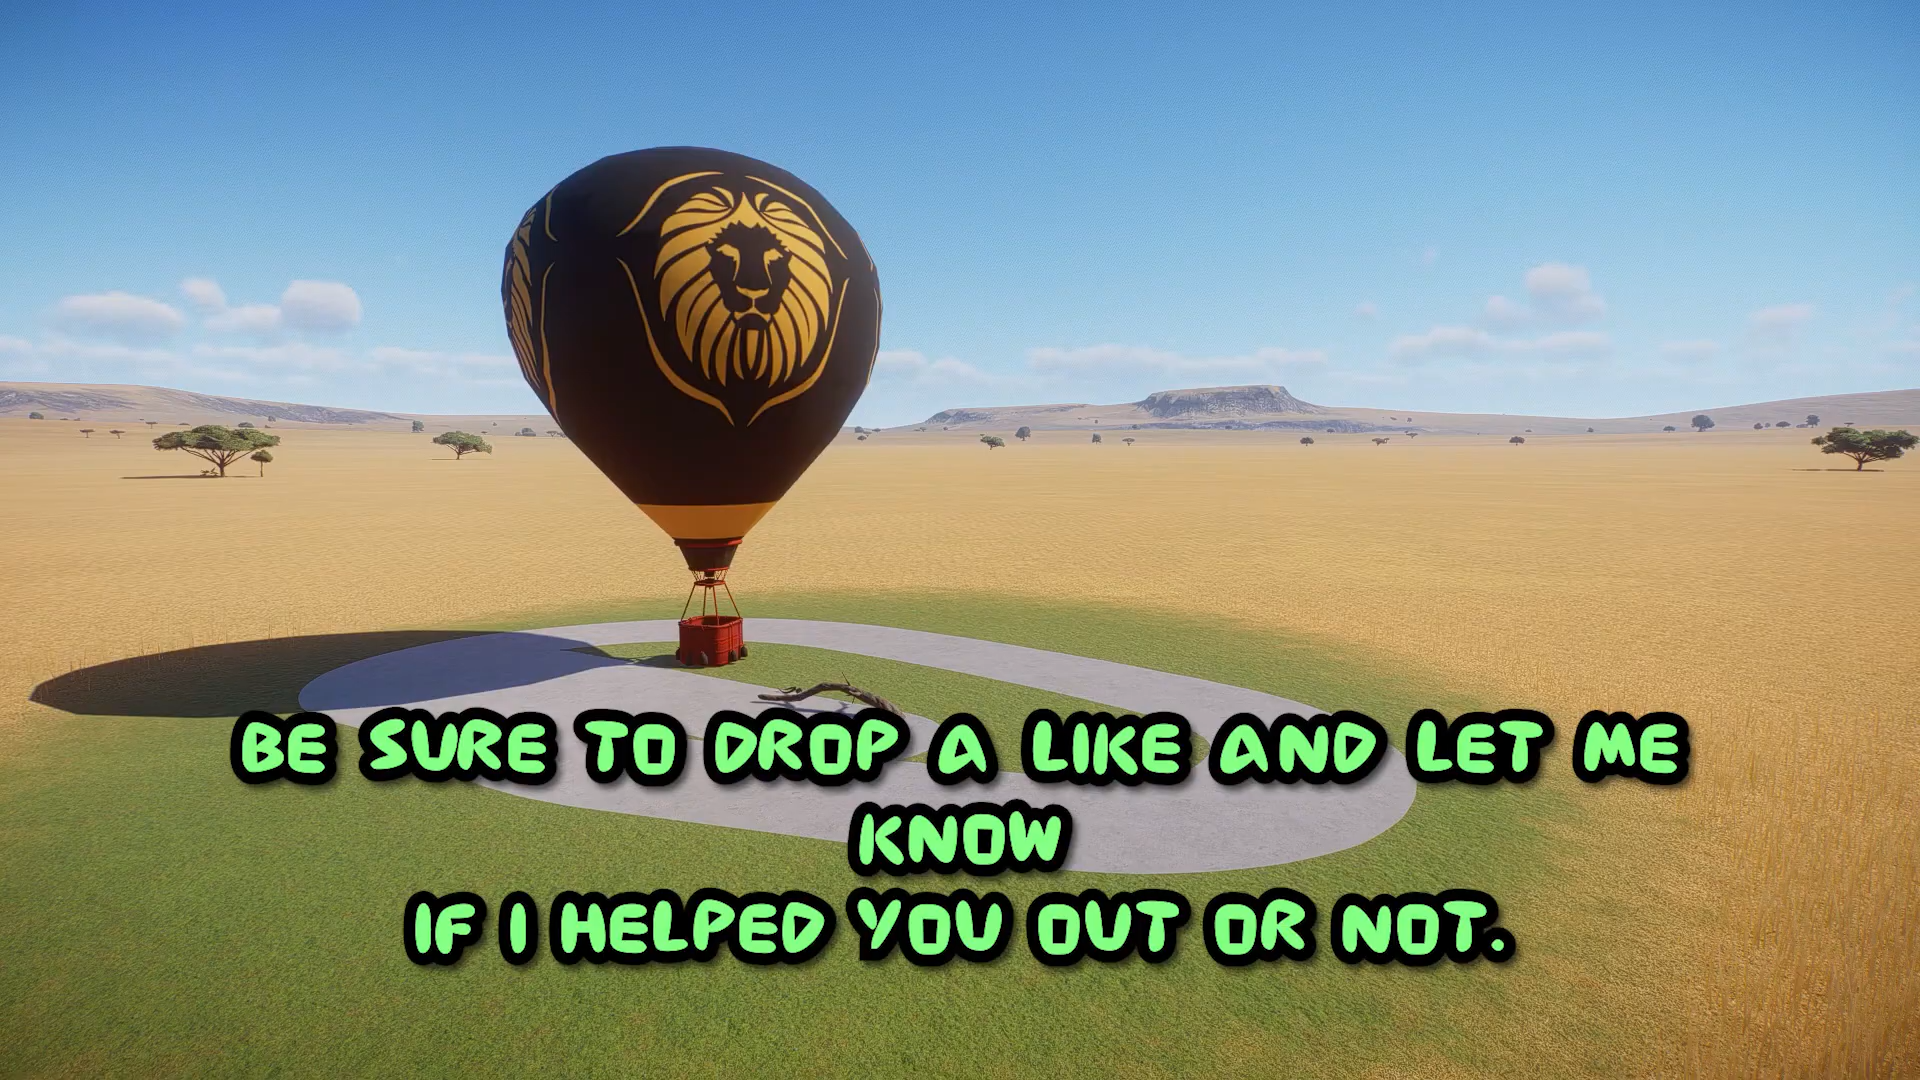 BE SURE TO DROP A LIKE AND LET ME
KNOW
IF I HELPED YOU OUT OR NOT.